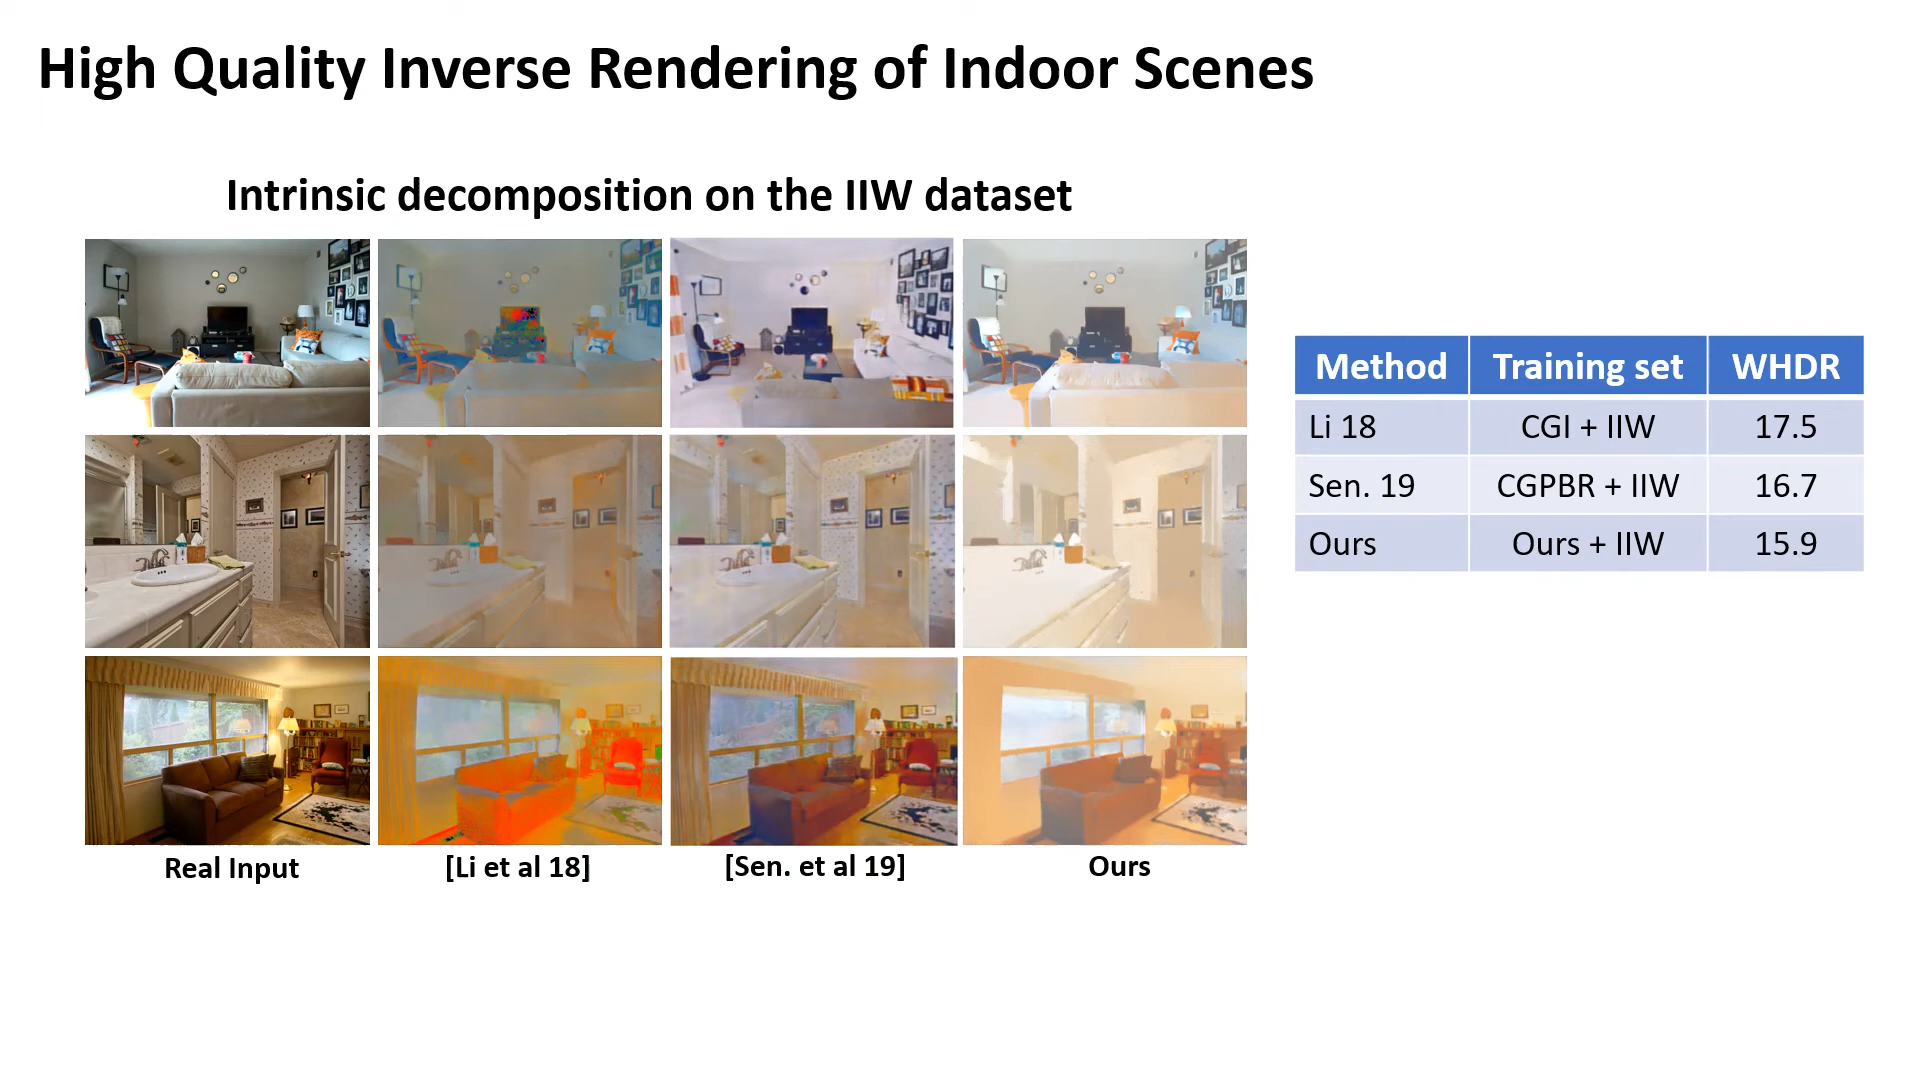 High Quality Inverse Rendering of Indoor Scenes
Intrinsic decomposition on the IIW dataset
Real Input
[Li et al 18]
[Sen. et al 19]
Ours
Method Training set WHDR
Li 18 CGI + IIW 17.5
Sen. 19 CGPBR + IIW 16.7
Ours Ours + IIW 15.9